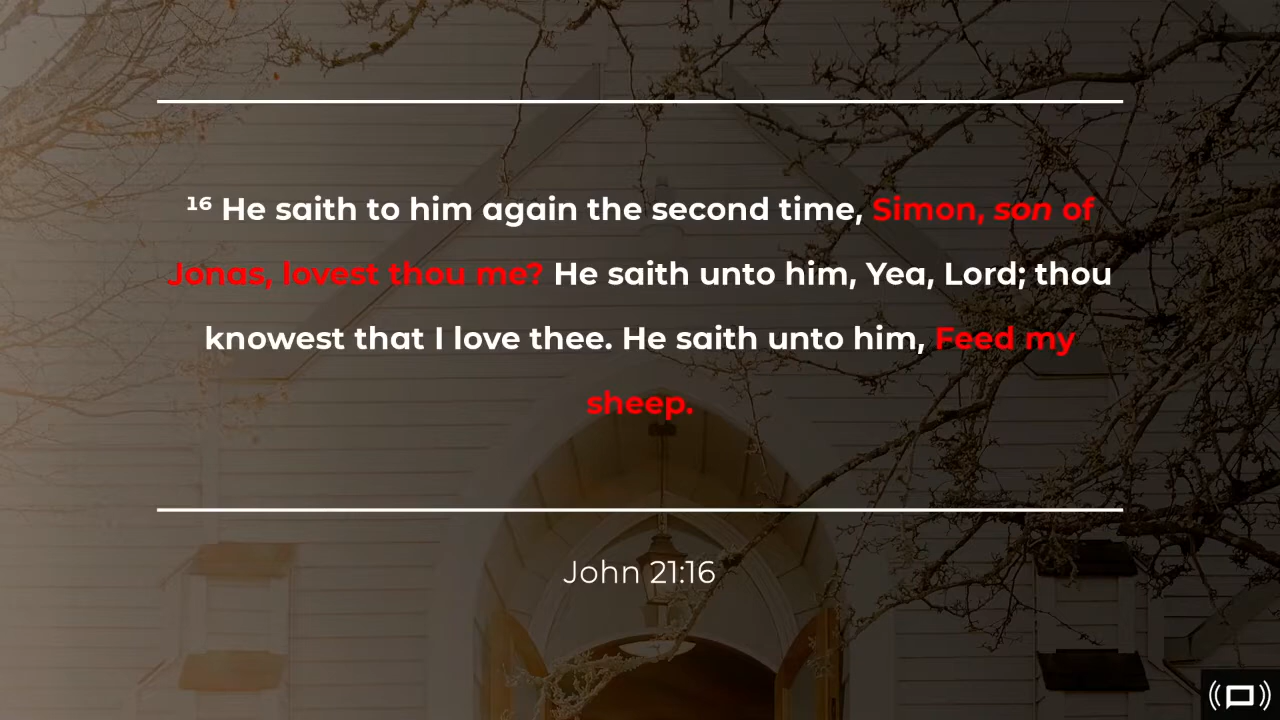 ¹⁶ He saith to him again the second time, Simon, son of
Jonas, lovest thou me? He saith unto him, Yea, Lord; thou
knowest that I love thee. He saith unto him, Feed my
sheep.
John 21:16